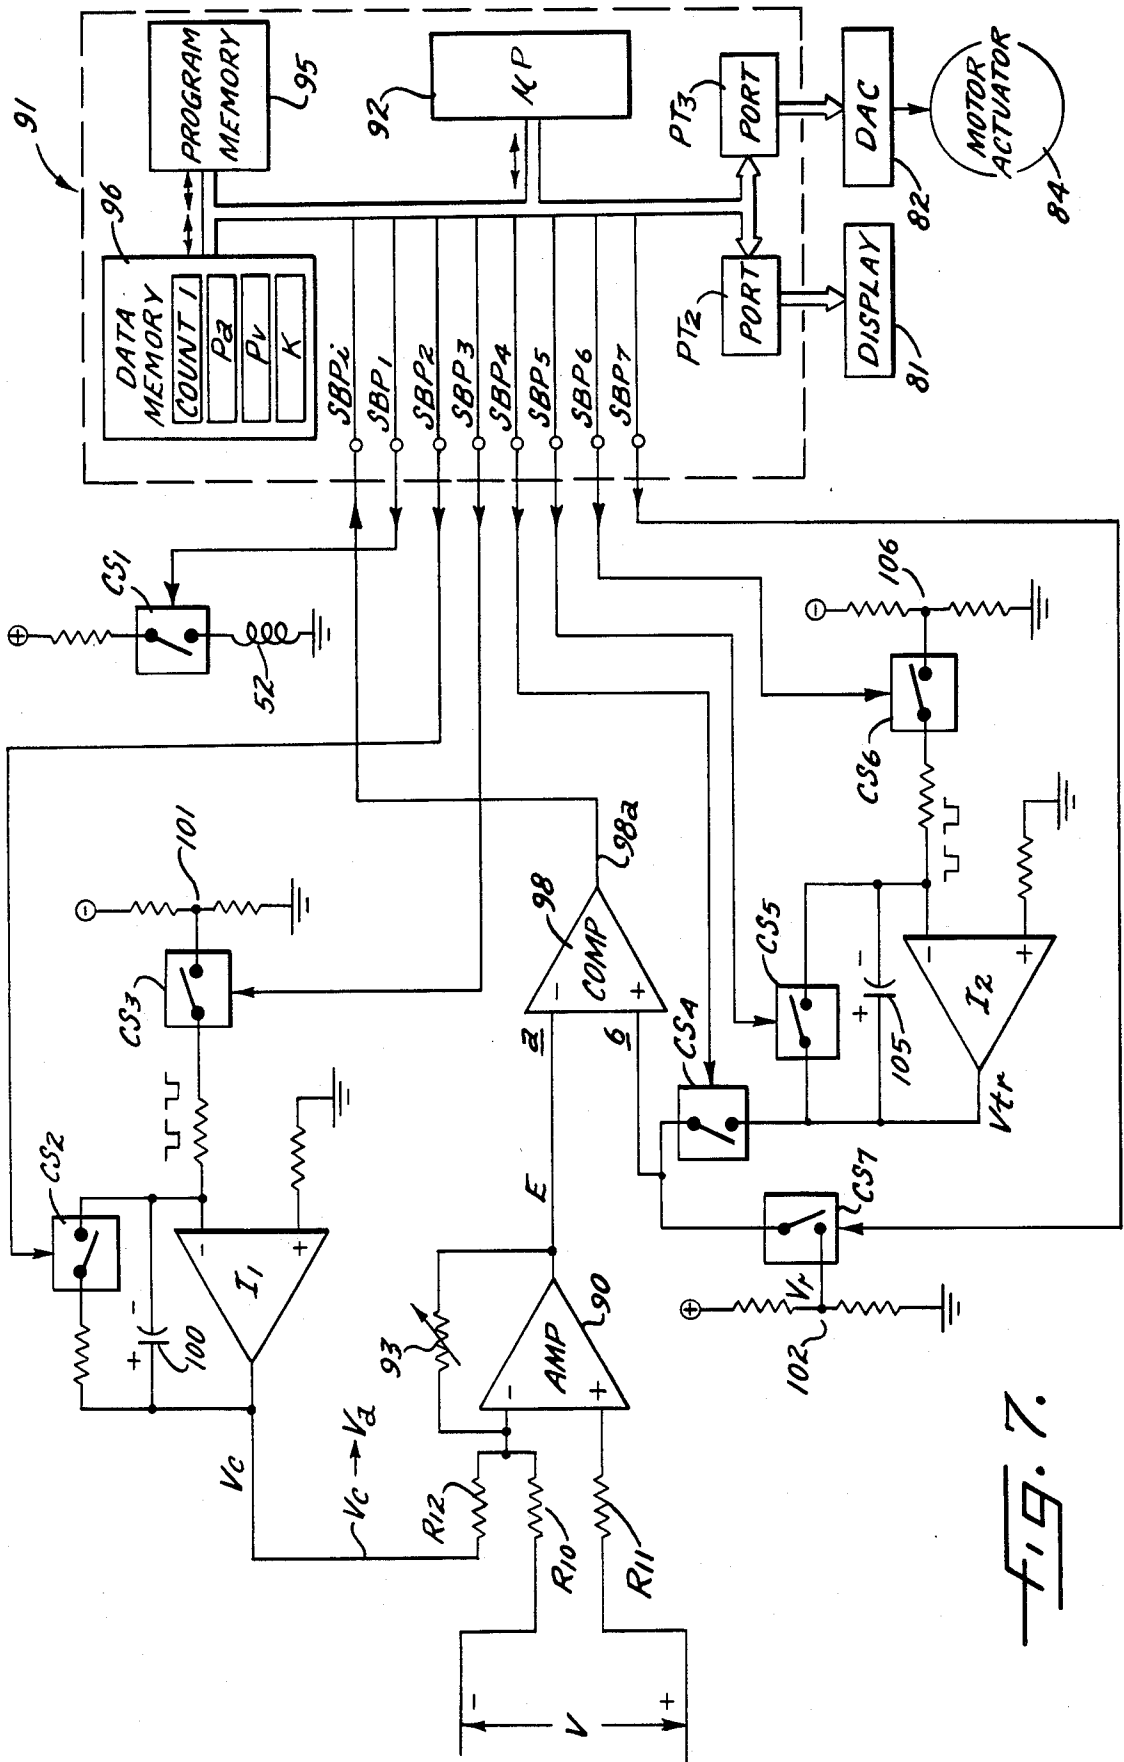 91
96
DATA
MEMORY
COUNT 1
Pa
Pv
K
PROGRAM
MEMORY
95
92
μP
SBPi
SBP1
SBP2
SBP3
SBP4
SBP5
SBP6
SBP7
PT2
PORT
PT3
PORT
DISPLAY
81
DAC
82
MOTOR
ACTUATOR
84
CS1
+
52
CS2
+
-
100
I1
-
+
Vc
CS3
-
101
Vc → Va
R12
R10
R11
93
AMP
-
+
90
E
V
-
+
a
b
COMP
-
+
98
98a
CS4
CS5
CS6
-
106
+
-
105
I2
-
+
Vtr
CS7
Vr
+
102
Fig. 7.